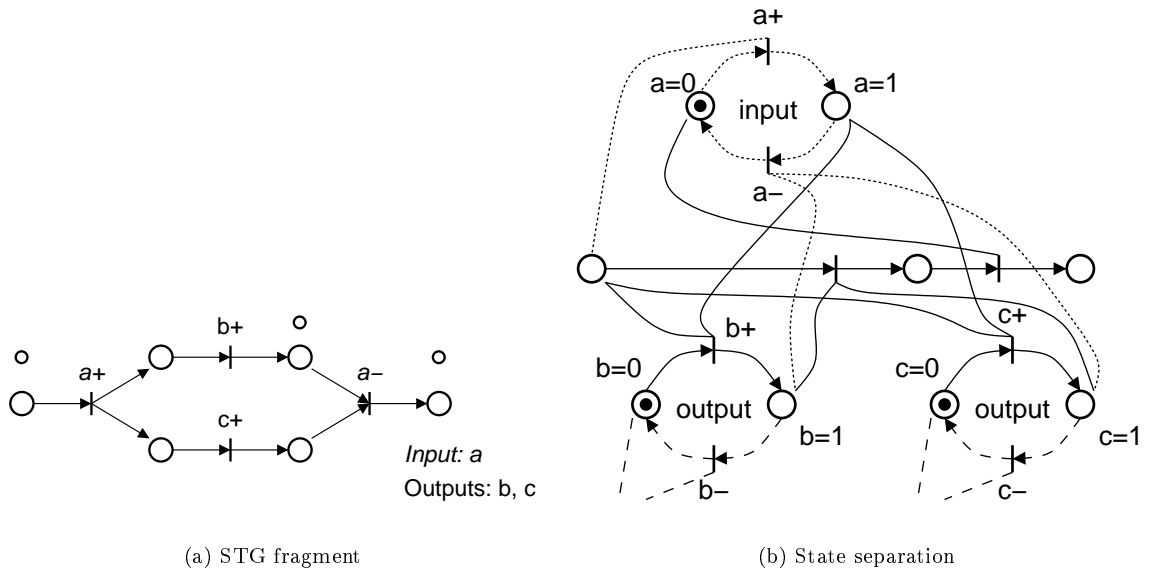 b+
a+
a−
c+
Input: a
Outputs: b, c
(a) STG fragment
a+
a=0
a=1
input
a−
b+
c+
b=0
c=0
output
output
b=1
c=1
b−
c−
(b) State separation